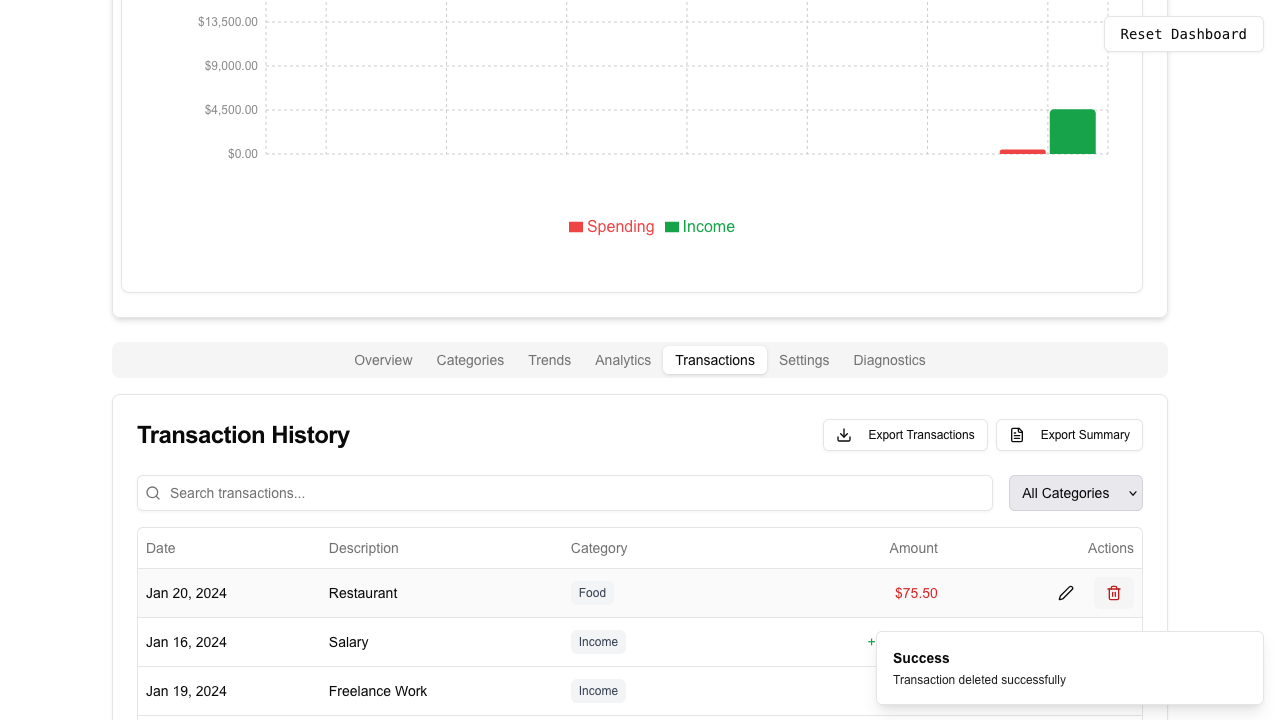 $13,500.00
Reset Dashboard
$9,000.00
$4,500.00
$0.00
Spending Income
Overview Categories Trends Analytics Transactions Settings Diagnostics
Transaction History
Export Transactions
Export Summary
Search transactions...
All Categories
Date Description Category Amount Actions
Jan 20, 2024 Restaurant Food $75.50
Jan 16, 2024 Salary Income +
Jan 19, 2024 Freelance Work Income
Success
Transaction deleted successfully